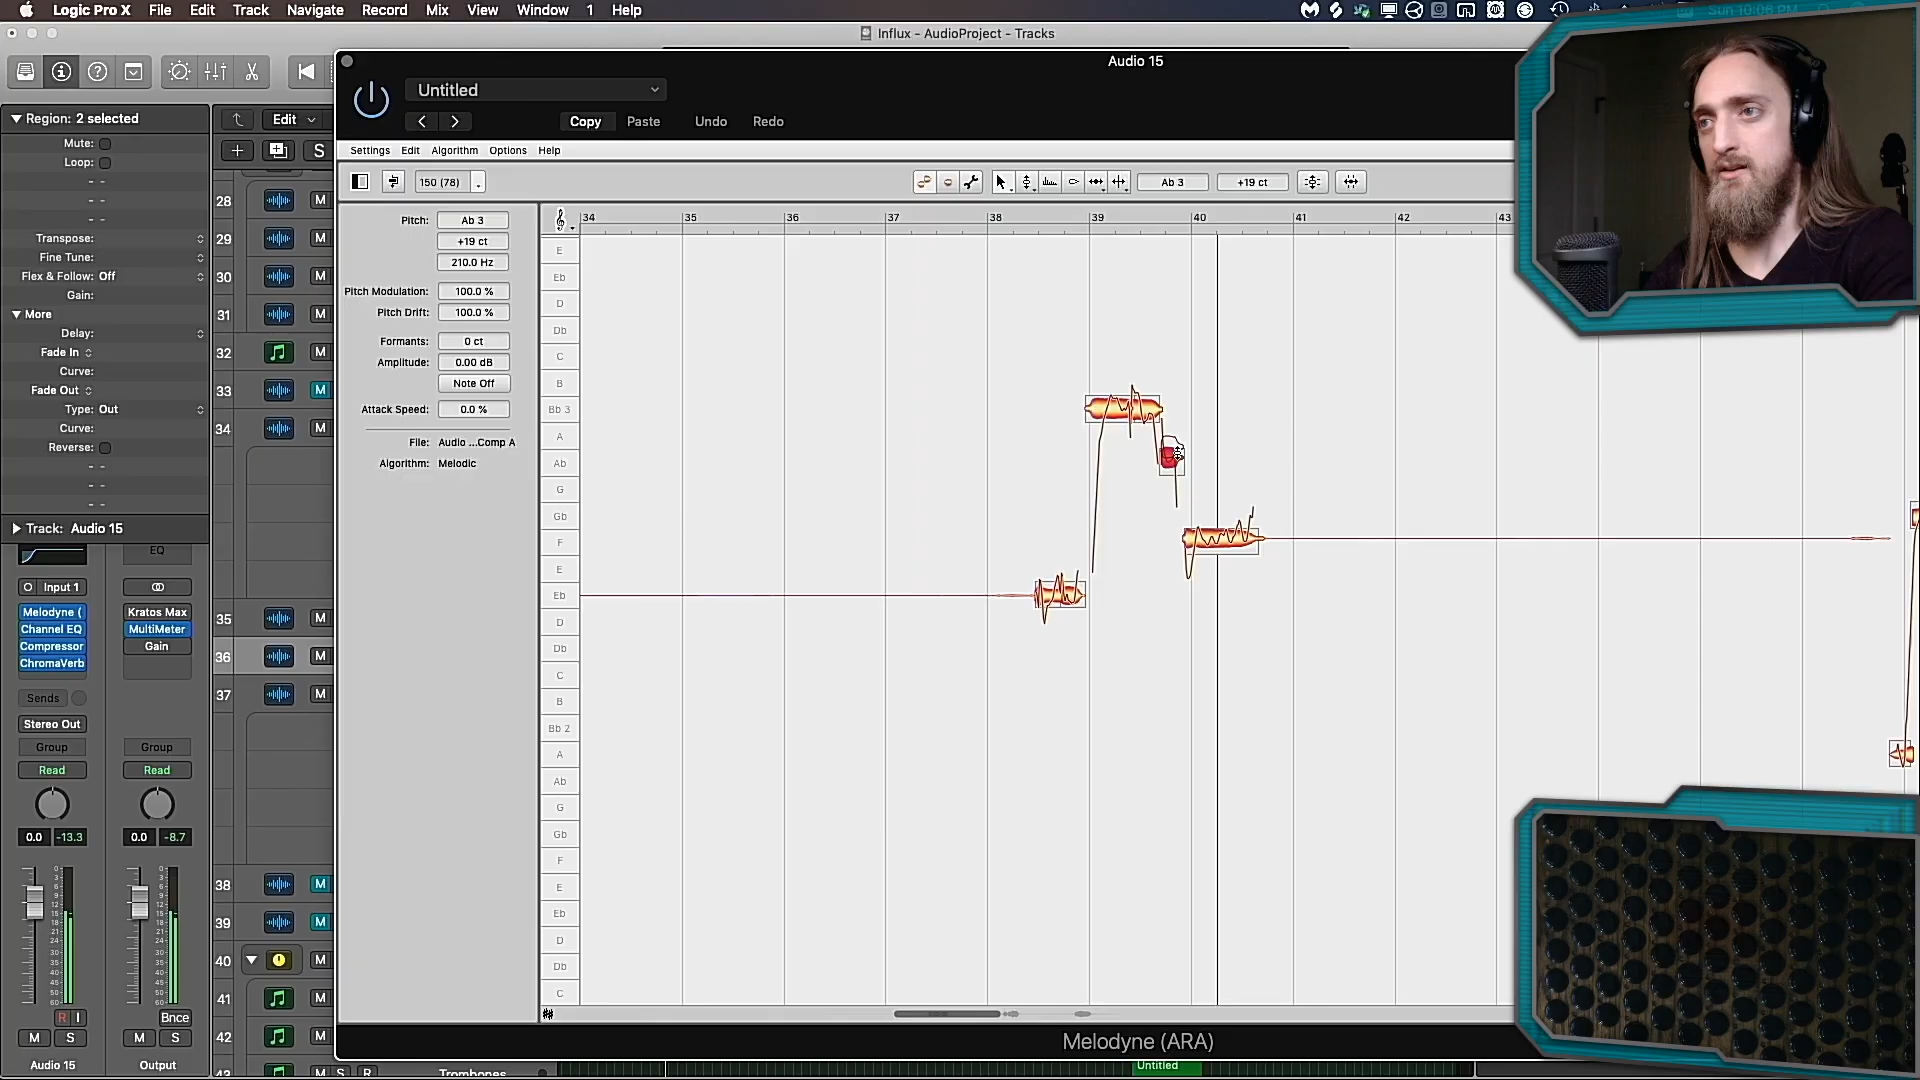 Logic Pro X File Edit Track Navigate Record Mix View Window 1 Help
Sun 10:06 PM
Influx - AudioProject - Tracks
Audio 15
Untitled
Copy Paste Undo Redo
Settings Edit Algorithm Options Help
150 (78)
Ab 3
+19 ct
Region: 2 selected
Mute:
Loop:
Transpose:
Fine Tune:
Flex & Follow: Off
Gain:
More
Delay:
Fade In
Curve:
Fade Out
Type: Out
Curve:
Reverse:
Track: Audio 15
EQ
Input 1
Melodyne ( Kratos Max
Channel EQ MultiMeter
Compressor Gain
ChromaVerb
Sends
Stereo Out
Group Group
Read Read
0.0 -13.3 0.0 -8.7
R I Bnce
M S M S
Audio 15 Output
Edit
S
28 M
29 M
30 M
31 M
32 M
33 M
34 M
35 M
36 M
37 M
38 M
39 M
40 M
41 M
42 M
43 M S R Trombones
Pitch: Ab 3
+19 ct
210.0 Hz
Pitch Modulation: 100.0 %
Pitch Drift: 100.0 %
Formants: 0 ct
Amplitude: 0.00 dB
Note Off
Attack Speed: 0.0 %
File: Audio ...Comp A
Algorithm: Melodic
34 35 36 37 38 39 40 41 42 43
E
Eb
D
Db
C
B
Bb 3
A
Ab
G
Gb
F
E
Eb
D
Db
C
B
Bb 2
A
Ab
G
Gb
F
E
Eb
D
Db
C
Melodyne (ARA)
Untitled